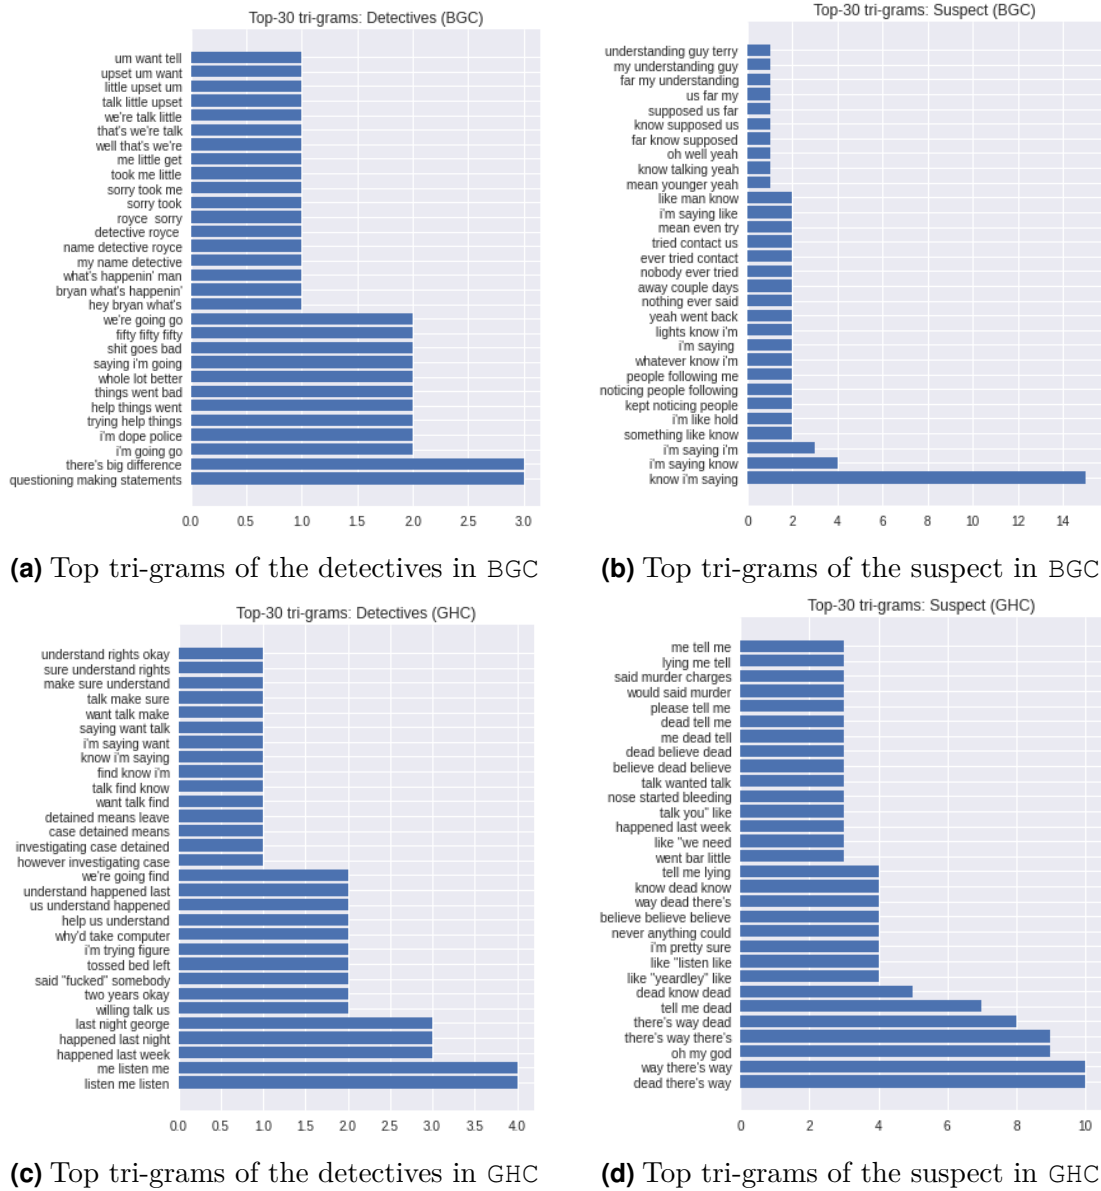 Top-30 tri-grams: Detectives (BGC)
um want tell
upset um want
little upset um
talk little upset
we're talk little
that's we're talk
well that's we're
me little get
took me little
sorry took me
sorry took
royce  sorry
detective royce
name detective royce
my name detective
what's happenin' man
bryan what's happenin'
hey bryan what's
we're going go
fifty fifty fifty
shit goes bad
saying i'm going
whole lot better
things went bad
help things went
trying help things
i'm dope police
i'm going go
there's big difference
questioning making statements
0.0 0.5 1.0 1.5 2.0 2.5 3.0
(a) Top tri-grams of the detectives in BGC
Top-30 tri-grams: Suspect (BGC)
understanding guy terry
my understanding guy
far my understanding
us far my
supposed us far
know supposed us
far know supposed
oh well yeah
know talking yeah
mean younger yeah
like man know
i'm saying like
mean even try
tried contact us
ever tried contact
nobody ever tried
away couple days
nothing ever said
yeah went back
lights know i'm
i'm saying
whatever know i'm
people following me
noticing people following
kept noticing people
i'm like hold
something like know
i'm saying i'm
i'm saying know
know i'm saying
0 2 4 6 8 10 12 14
(b) Top tri-grams of the suspect in BGC
Top-30 tri-grams: Detectives (GHC)
understand rights okay
sure understand rights
make sure understand
talk make sure
want talk make
saying want talk
i'm saying want
know i'm saying
find know i'm
talk find know
want talk find
detained means leave
case detained means
investigating case detained
however investigating case
we're going find
understand happened last
us understand happened
help us understand
why'd take computer
i'm trying figure
tossed bed left
said "fucked" somebody
two years okay
willing talk us
last night george
happened last night
happened last week
me listen me
listen me listen
0.0 0.5 1.0 1.5 2.0 2.5 3.0 3.5 4.0
(c) Top tri-grams of the detectives in GHC
Top-30 tri-grams: Suspect (GHC)
me tell me
lying me tell
said murder charges
would said murder
please tell me
dead tell me
me dead tell
dead believe dead
believe dead believe
talk wanted talk
nose started bleeding
talk you" like
happened last week
like "we need
went bar little
tell me lying
know dead know
way dead there's
believe believe believe
never anything could
i'm pretty sure
like "listen like
like "yeardley" like
dead know dead
tell me dead
there's way dead
there's way there's
oh my god
way there's way
dead there's way
0 2 4 6 8 10
(d) Top tri-grams of the suspect in GHC